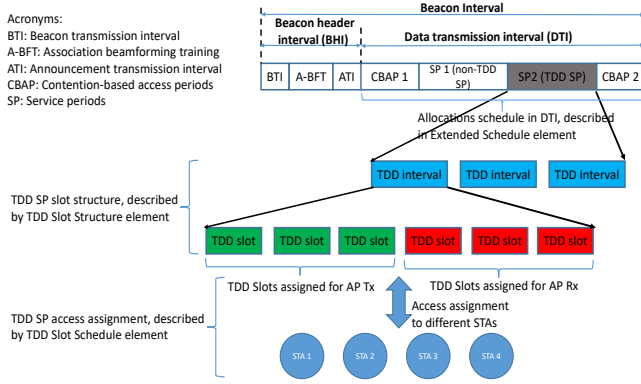 Acronyms:
BTI: Beacon transmission interval
A-BFT: Association beamforming training
ATI: Announcement transmission interval
CBAP: Contention-based access periods
SP: Service periods
Beacon Interval
Beacon header
interval (BHI)
Data transmission interval (DTI)
BTI
A-BFT
ATI
CBAP 1
SP 1 (non-TDD
SP)
SP2 (TDD SP)
CBAP 2
Allocations schedule in DTI, described
in Extended Schedule element
TDD interval
TDD interval
TDD interval
TDD SP slot structure, described
by TDD Slot Structure element
TDD slot
TDD slot
TDD slot
TDD slot
TDD slot
TDD slot
TDD Slots assigned for AP Tx
TDD Slots assigned for AP Rx
Access assignment
to different STAs
TDD SP access assignment, described
by TDD Slot Schedule element
STA 1
STA 2
STA 3
STA 4